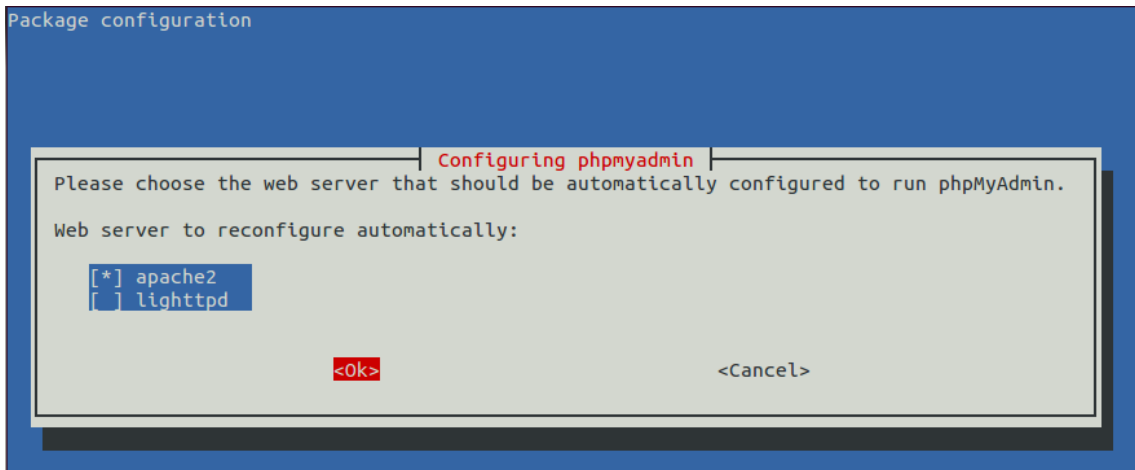 Package configuration
Configuring phpmyadmin
Please choose the web server that should be automatically configured to run phpMyAdmin.
Web server to reconfigure automatically:
[*] apache2
[ ] lighttpd
<Ok> <Cancel>